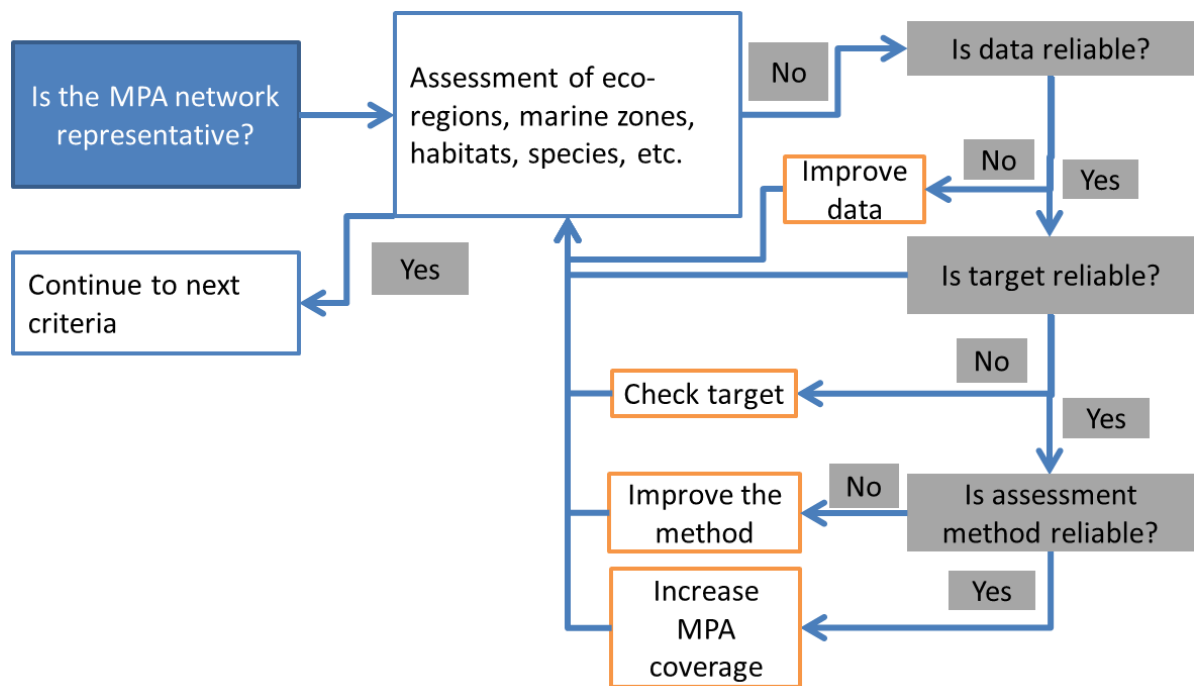 Is the MPA network
representative?
Assessment of eco-
regions, marine zones,
habitats, species, etc.
No
Is data reliable?
No
Yes
Improve
data
Yes
Continue to next
criteria
Is target reliable?
No
Check target
Yes
Improve the
method
No
Is assessment
method reliable?
Yes
Increase
MPA
coverage